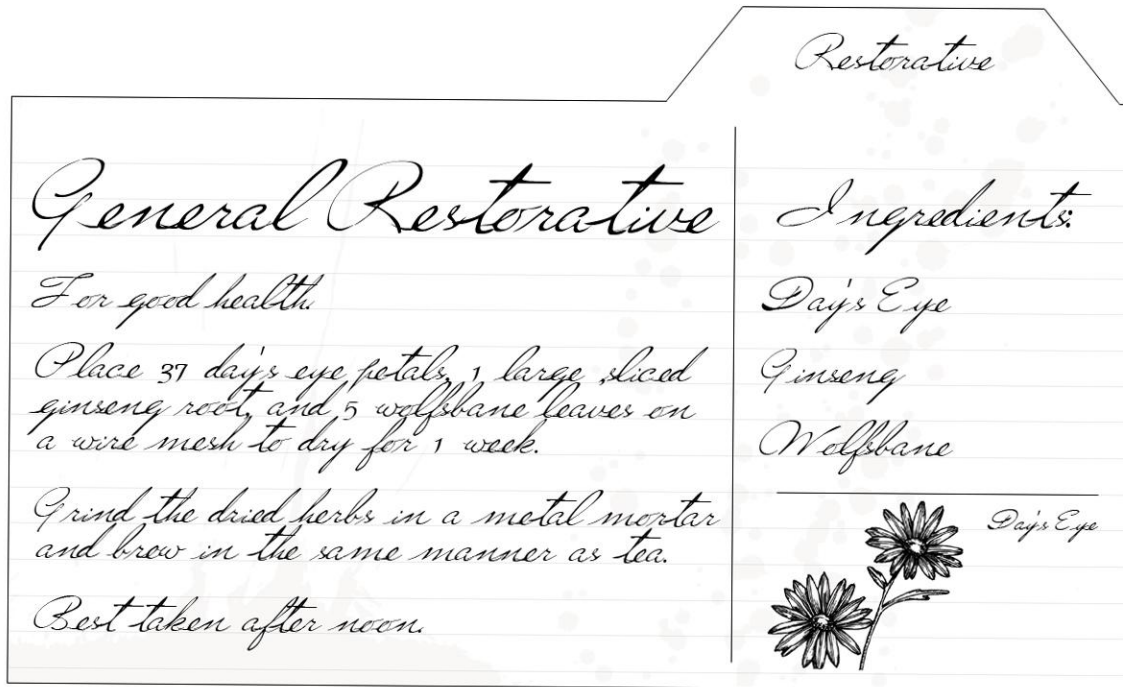 Restorative
General Restorative
For good health.
Place 37 day's eye petals, 1 large sliced
ginseng root, and 5 wolfsbane leaves on
a wire mesh to dry for 1 week.
Grind the dried herbs in a metal mortar
and brew in the same manner as tea.
Best taken after noon.
Ingredients:
Day's Eye
Ginseng
Wolfsbane
Day's Eye